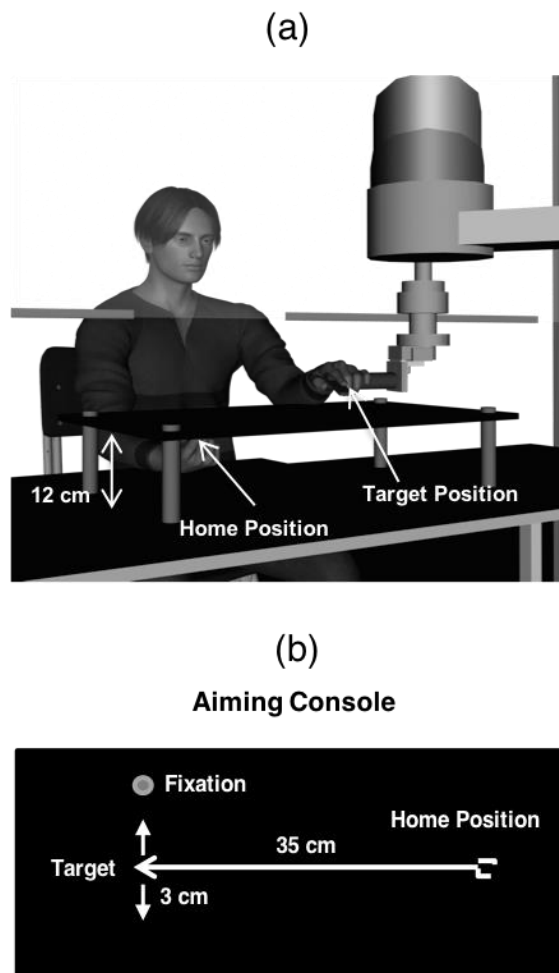 (a)
12 cm
Target Position
Home Position
(b)
Aiming Console
Fixation
Home Position
35 cm
Target
3 cm